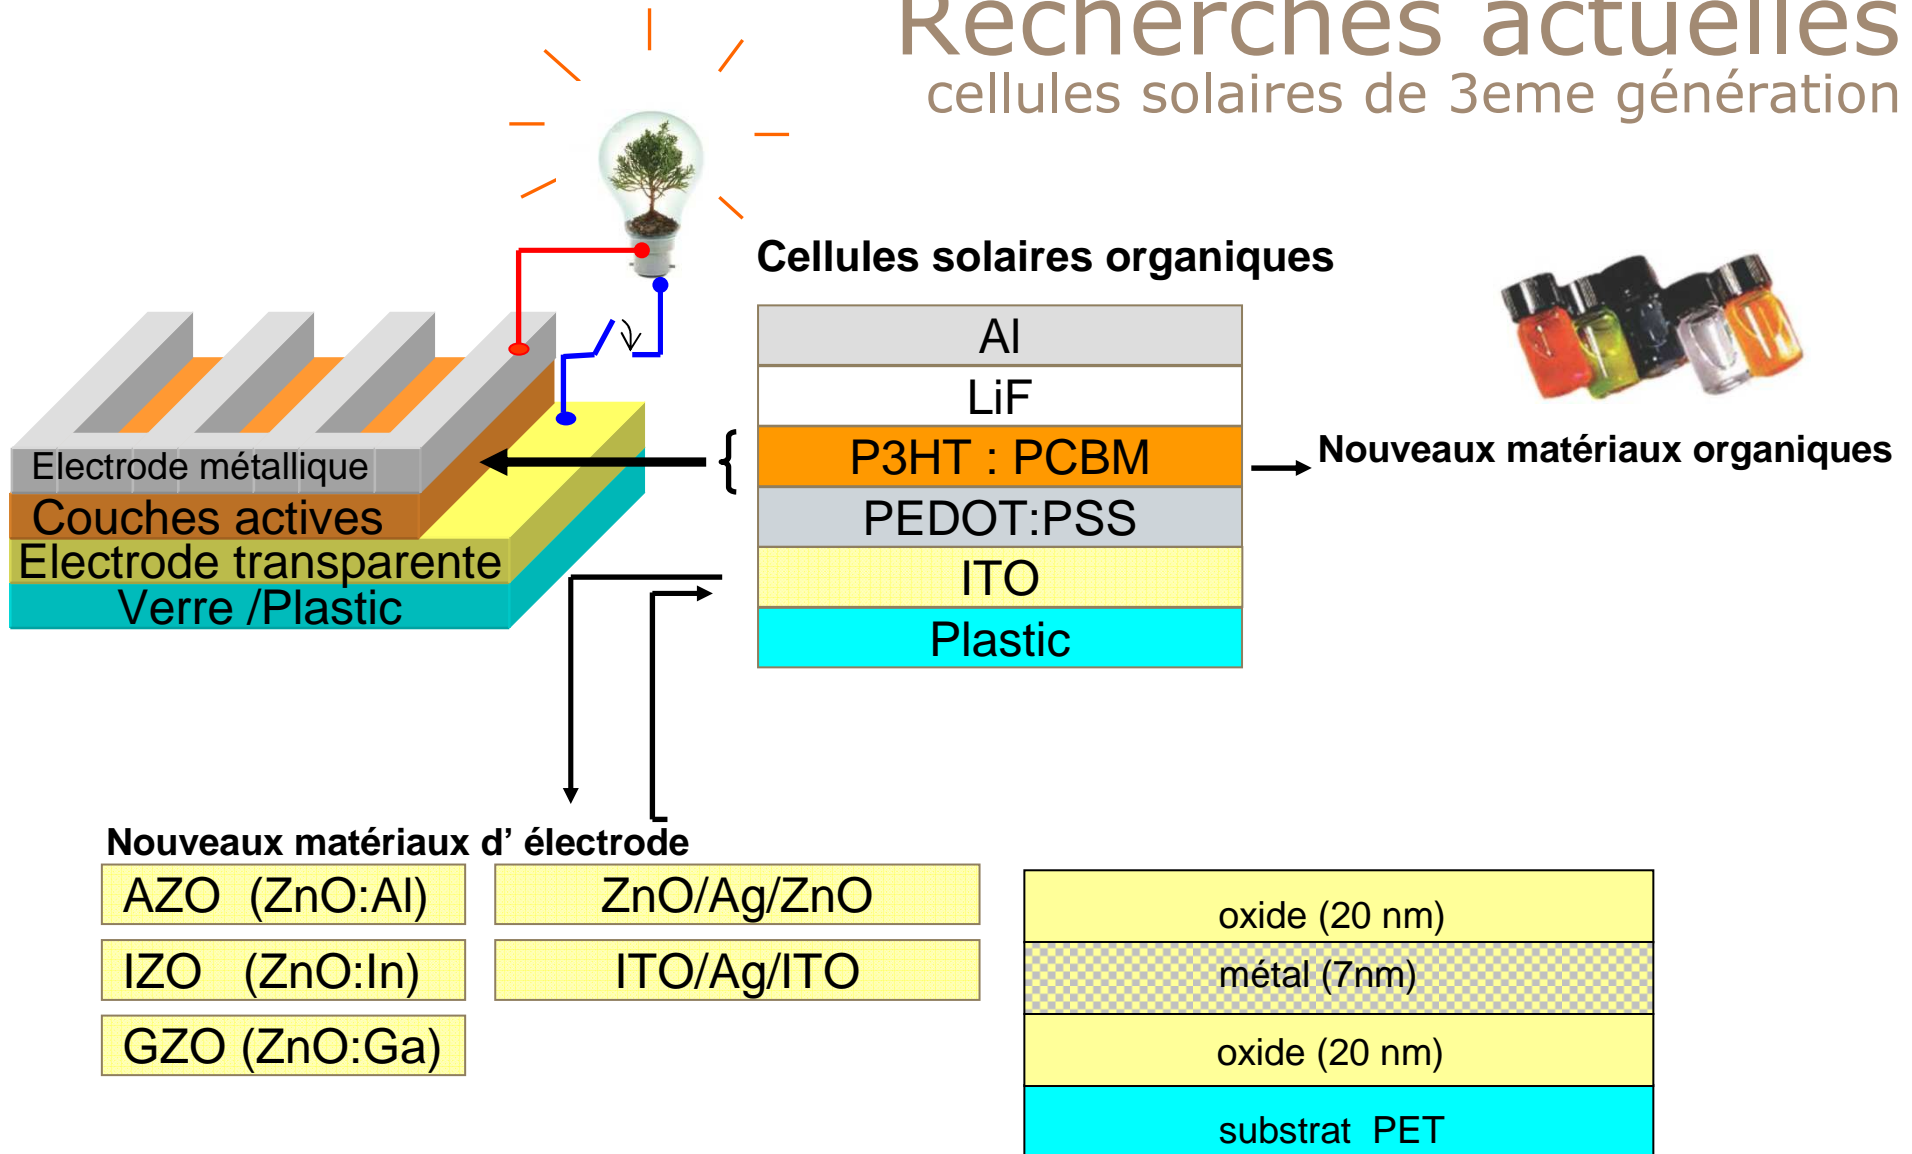 Recherches actuelles
cellules solaires de 3eme génération
Cellules solaires organiques
Al
LiF
P3HT : PCBM
PEDOT:PSS
ITO
Plastic
Nouveaux matériaux organiques
Electrode métallique
Couches actives
Electrode transparente
Verre /Plastic
Nouveaux matériaux d’ électrode
AZO (ZnO:Al)
IZO (ZnO:In)
GZO (ZnO:Ga)
ZnO/Ag/ZnO
ITO/Ag/ITO
oxide (20 nm)
métal (7nm)
oxide (20 nm)
substrat PET